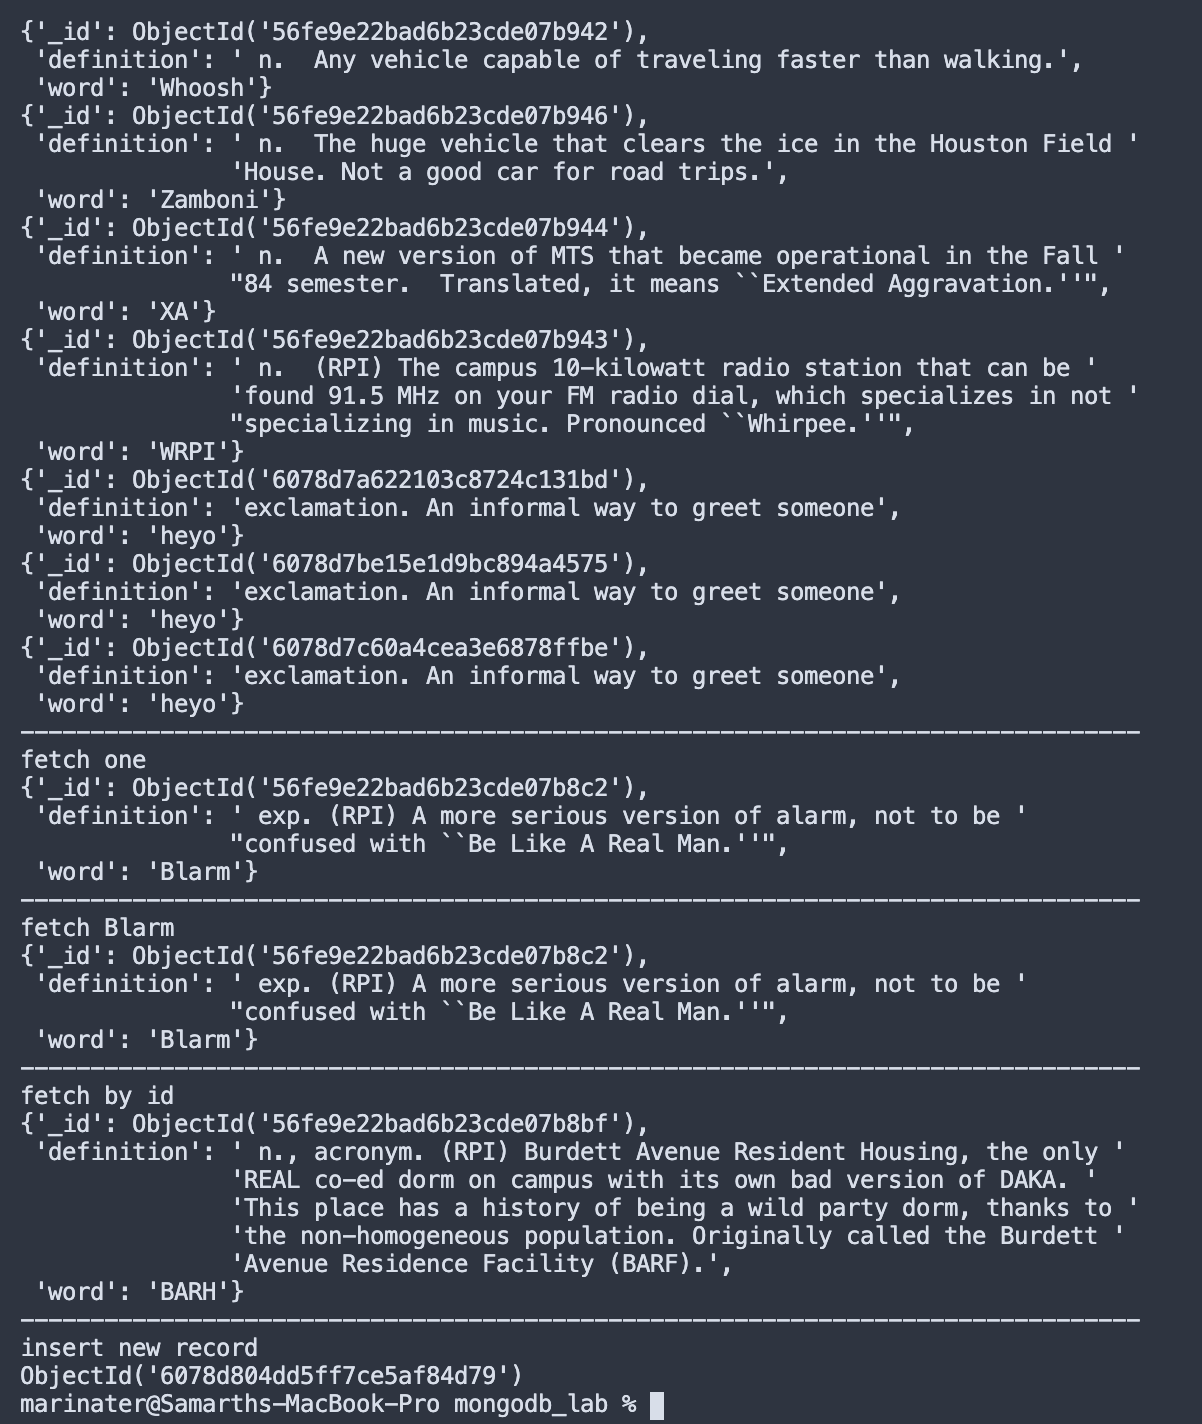 {'_id': ObjectId('56fe9e22bad6b23cde07b942'),
 'definition': ' n.  Any vehicle capable of traveling faster than walking.',
 'word': 'Whoosh'}
{'_id': ObjectId('56fe9e22bad6b23cde07b946'),
 'definition': ' n.  The huge vehicle that clears the ice in the Houston Field '
               'House. Not a good car for road trips.',
 'word': 'Zamboni'}
{'_id': ObjectId('56fe9e22bad6b23cde07b944'),
 'definition': ' n.  A new version of MTS that became operational in the Fall '
               "84 semester.  Translated, it means ``Extended Aggravation.''",
 'word': 'XA'}
{'_id': ObjectId('56fe9e22bad6b23cde07b943'),
 'definition': ' n.  (RPI) The campus 10-kilowatt radio station that can be '
               'found 91.5 MHz on your FM radio dial, which specializes in not '
               "specializing in music. Pronounced ``Whirpee.''",
 'word': 'WRPI'}
{'_id': ObjectId('6078d7a622103c8724c131bd'),
 'definition': 'exclamation. An informal way to greet someone',
 'word': 'heyo'}
{'_id': ObjectId('6078d7be15e1d9bc894a4575'),
 'definition': 'exclamation. An informal way to greet someone',
 'word': 'heyo'}
{'_id': ObjectId('6078d7c60a4cea3e6878ffbe'),
 'definition': 'exclamation. An informal way to greet someone',
 'word': 'heyo'}
--------------------------------------------------------------------------------
fetch one
{'_id': ObjectId('56fe9e22bad6b23cde07b8c2'),
 'definition': ' exp. (RPI) A more serious version of alarm, not to be '
               "confused with ``Be Like A Real Man.''",
 'word': 'Blarm'}
--------------------------------------------------------------------------------
fetch Blarm
{'_id': ObjectId('56fe9e22bad6b23cde07b8c2'),
 'definition': ' exp. (RPI) A more serious version of alarm, not to be '
               "confused with ``Be Like A Real Man.''",
 'word': 'Blarm'}
--------------------------------------------------------------------------------
fetch by id
{'_id': ObjectId('56fe9e22bad6b23cde07b8bf'),
 'definition': ' n., acronym. (RPI) Burdett Avenue Resident Housing, the only '
               'REAL co-ed dorm on campus with its own bad version of DAKA. '
               'This place has a history of being a wild party dorm, thanks to '
               'the non-homogeneous population. Originally called the Burdett '
               'Avenue Residence Facility (BARF).',
 'word': 'BARH'}
--------------------------------------------------------------------------------
insert new record
ObjectId('6078d804dd5ff7ce5af84d79')
marinater@Samarths-MacBook-Pro mongodb_lab %